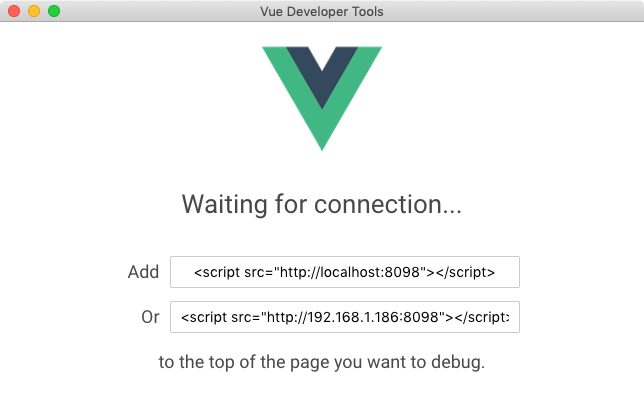 Vue Developer Tools
Waiting for connection...
Add <script src="http://localhost:8098"></script>
Or <script src="http://192.168.1.186:8098"></script>
to the top of the page you want to debug.